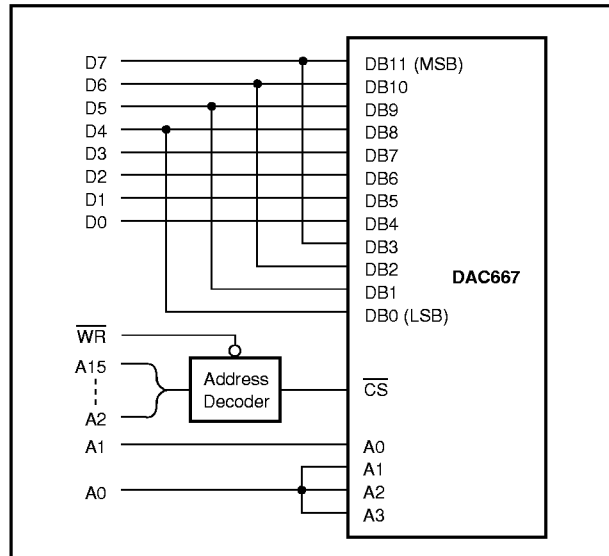 D7
D6
D5
D4
D3
D2
D1
D0
WR
A15
A2
A1
A0
Address
Decoder
DB11 (MSB)
DB10
DB9
DB8
DB7
DB6
DB5
DB4
DB3
DB2
DB1
DB0 (LSB)
DAC667
CS
A0
A1
A2
A3